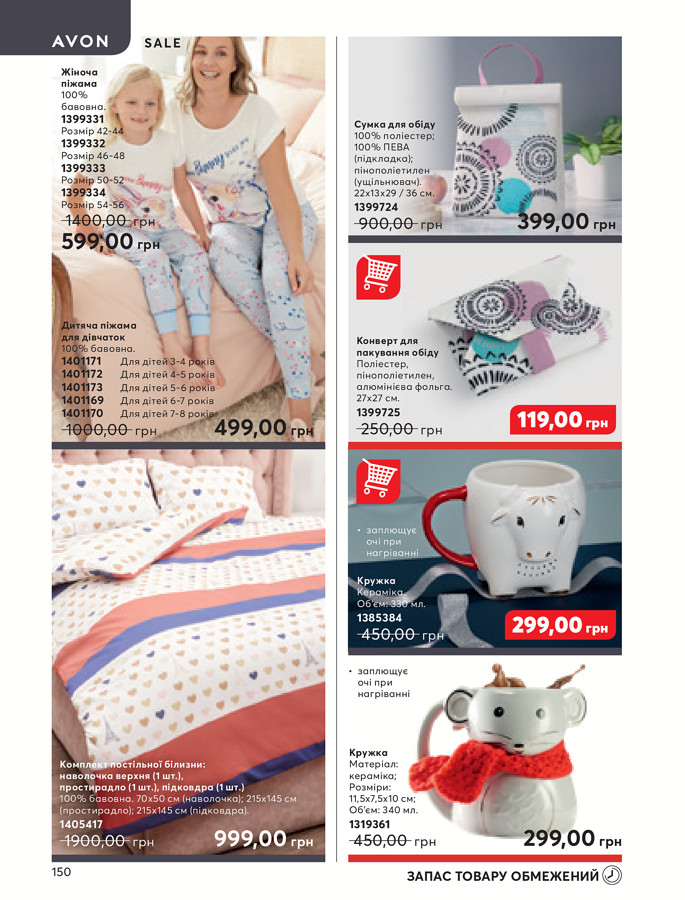 AVON
SALE
Жіноча
піжама
100%
бавовна.
1399331
Розмір 42-44
1399332
Розмір 46-48
1399333
Розмір 50-52
1399334
Розмір 54-56
1400,00 грн
599,00 грн
Дитяча піжама
для дівчаток
100% бавовна.
1401171 Для дітей 3-4 років
1401172 Для дітей 4-5 років
1401173 Для дітей 5-6 років
1401169 Для дітей 6-7 років
1401170 Для дітей 7-8 років
1000,00 грн
499,00 грн
Комплект постільної білизни:
наволочка верхня (1 шт.),
простирадло (1 шт.), підковдра (1 шт.)
100% бавовна. 70х50 см (наволочка); 215х145 см
(простирадло); 215х145 см (підковдра).
1405417
1900,00 грн
999,00 грн
Сумка для обіду
100% поліестер;
100% ПЕВА
(підкладка);
пінополіетилен
(ущільнювач).
22х13х29 / 36 см.
1399724
900,00 грн
399,00 грн
Конверт для
пакування обіду
Поліестер,
пінополіетилен,
алюмінієва фольга.
27х27 см.
1399725
250,00 грн
119,00 грн
• заплющує
очі при
нагріванні
Кружка
Кераміка.
Об'єм: 330 мл.
1385384
450,00 грн
299,00 грн
• заплющує
очі при
нагріванні
Кружка
Матеріал:
кераміка;
Розміри:
11,5х7,5х10 см;
Об'єм: 340 мл.
1319361
450,00 грн
299,00 грн
150
ЗАПАС ТОВАРУ ОБМЕЖЕНИЙ